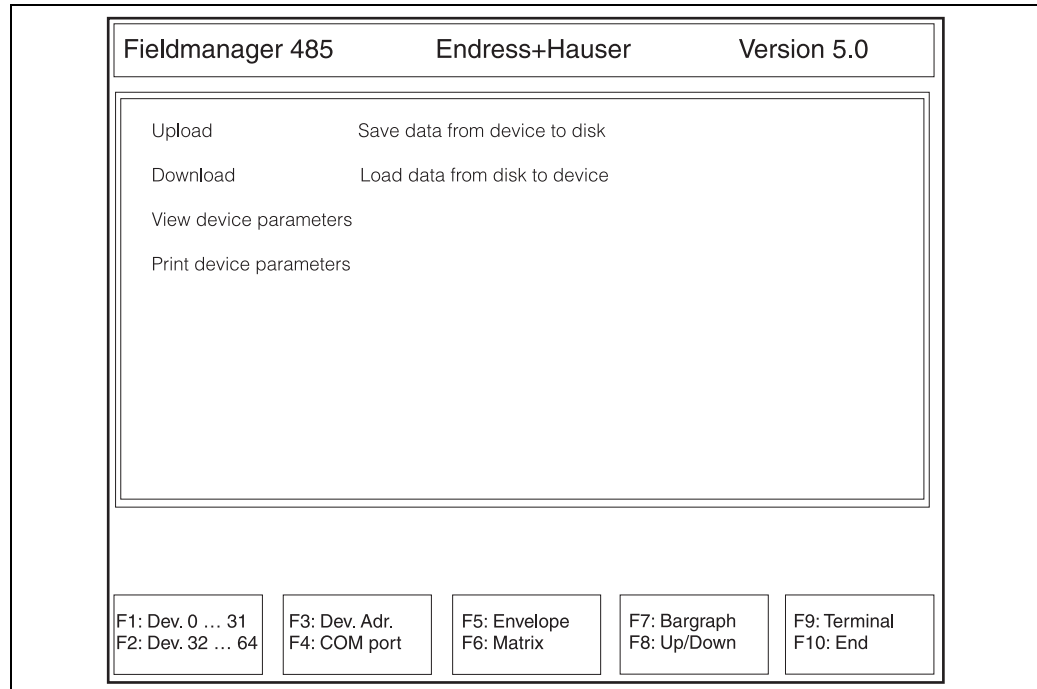 Fieldmanager 485 Endress+Hauser Version 5.0
Upload Save data from device to disk
Download Load data from disk to device
View device parameters
Print device parameters
F1: Dev. 0 … 31
F2: Dev. 32 … 64
F3: Dev. Adr.
F4: COM port
F5: Envelope
F6: Matrix
F7: Bargraph
F8: Up/Down
F9: Terminal
F10: End